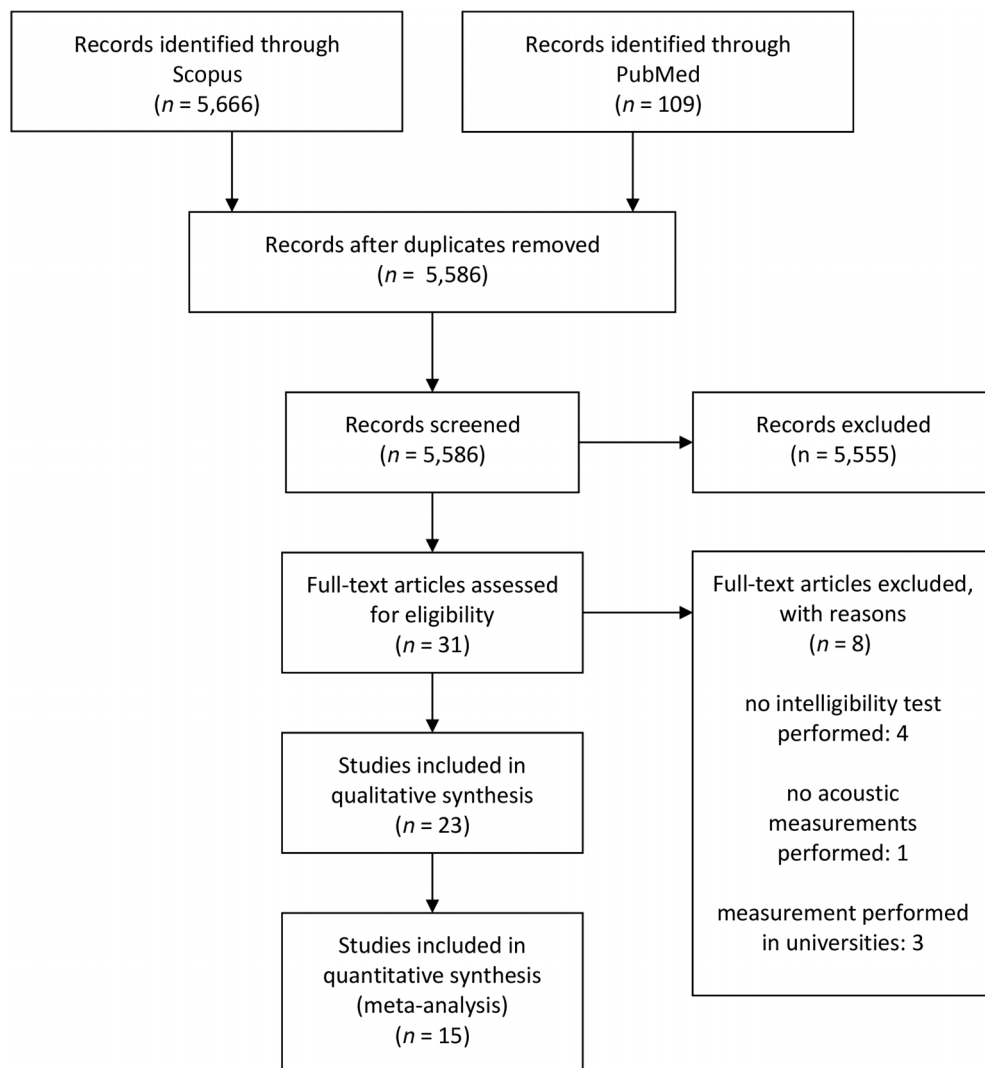 Records identified through
Scopus
(n = 5,666)
Records identified through
PubMed
(n = 109)
Records after duplicates removed
(n = 5,586)
Records screened
(n = 5,586)
Records excluded
(n = 5,555)
Full-text articles assessed
for eligibility
(n = 31)
Full-text articles excluded,
with reasons
(n = 8)
no intelligibility test
performed: 4
no acoustic
measurements
performed: 1
measurement performed
in universities: 3
Studies included in
qualitative synthesis
(n = 23)
Studies included in
quantitative synthesis
(meta-analysis)
(n = 15)